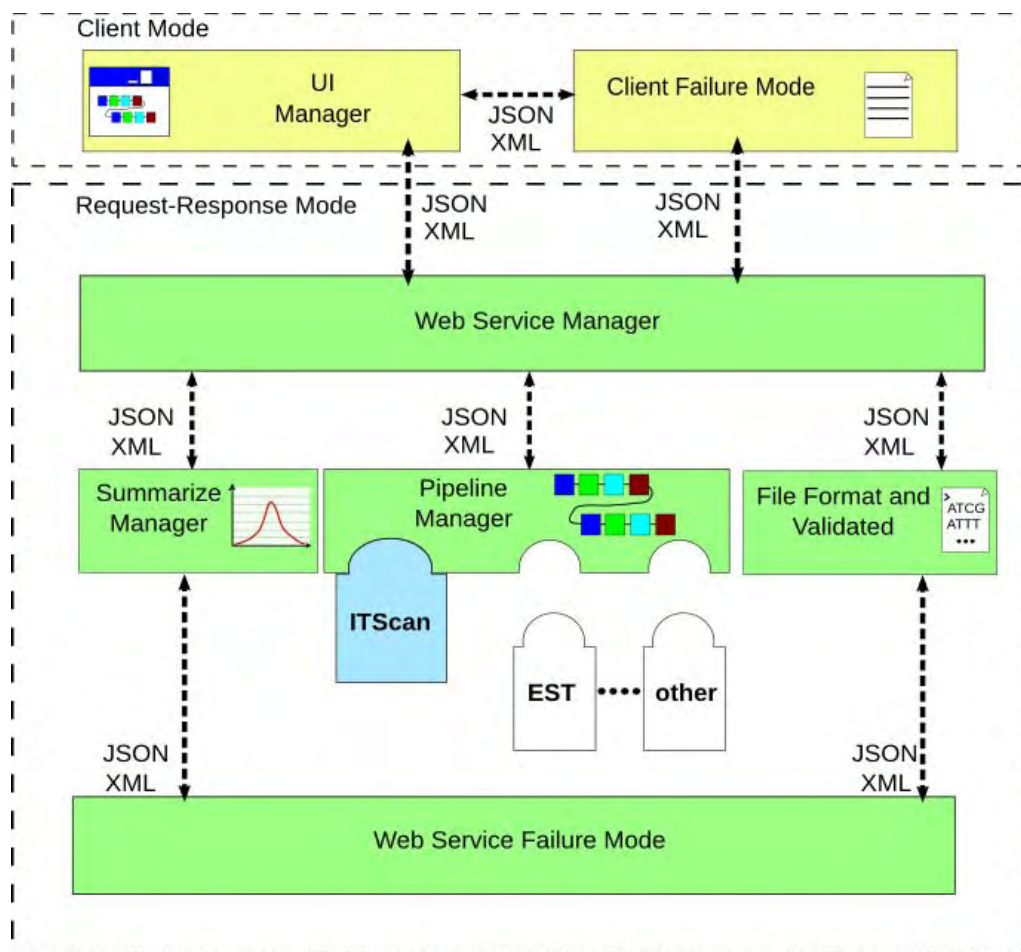 Client Mode
UI
Manager
JSON
XML
Client Failure Mode
Request-Response Mode
JSON
XML
JSON
XML
Web Service Manager
JSON
XML
JSON
XML
JSON
XML
Summarize
Manager
Pipeline
Manager
File Format and
Validated
>
ATCG
ATTT
•••
ITScan
EST
other
JSON
XML
JSON
XML
Web Service Failure Mode